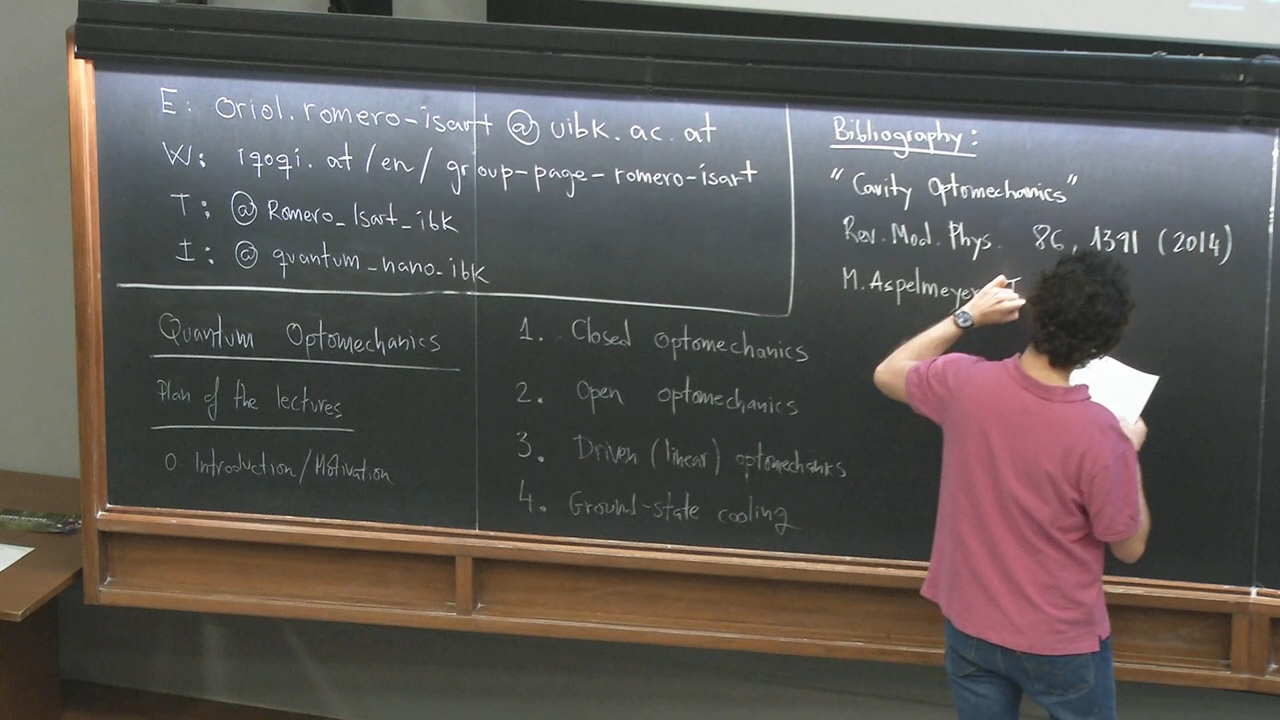 E: oriol.romero-isart @ uibk.ac.at
W: iqoqi.at/en/group-page-romero-isart
T: @ Romero_Isart_ibk
I: @ quantum_nano_ibk
Quantum Optomechanics
Plan of the lectures
0. Introduction/Motivation
1. Closed optomechanics
2. Open optomechanics
3. Driven (linear) optomechanics
4. Ground-state cooling
Bibliography:
"Cavity Optomechanics"
Rev. Mod. Phys. 86, 1391 (2014)
M. Aspelmeyer